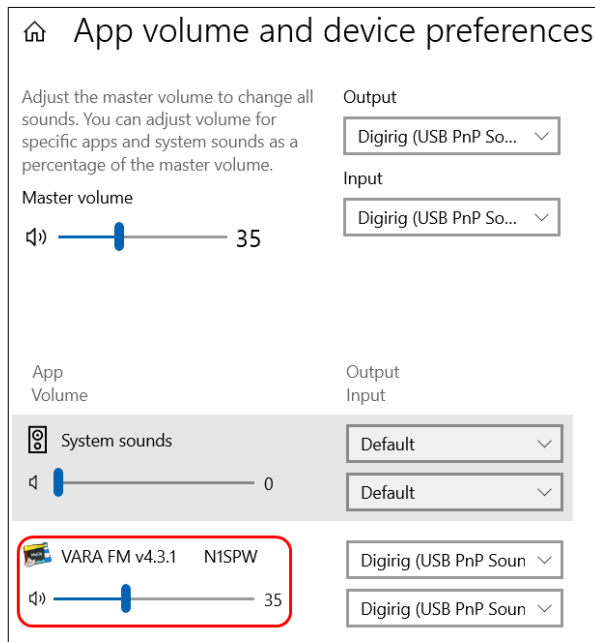 App volume and device preferences
Adjust the master volume to change all
sounds. You can adjust volume for
specific apps and system sounds as a
percentage of the master volume.
Master volume
35
Output
Digirig (USB PnP So...
Input
Digirig (USB PnP So...
App
Volume
Output
Input
System sounds
Default
0
Default
VARA FM v4.3.1 N1SPW
Digirig (USB PnP Soun
35
Digirig (USB PnP Soun